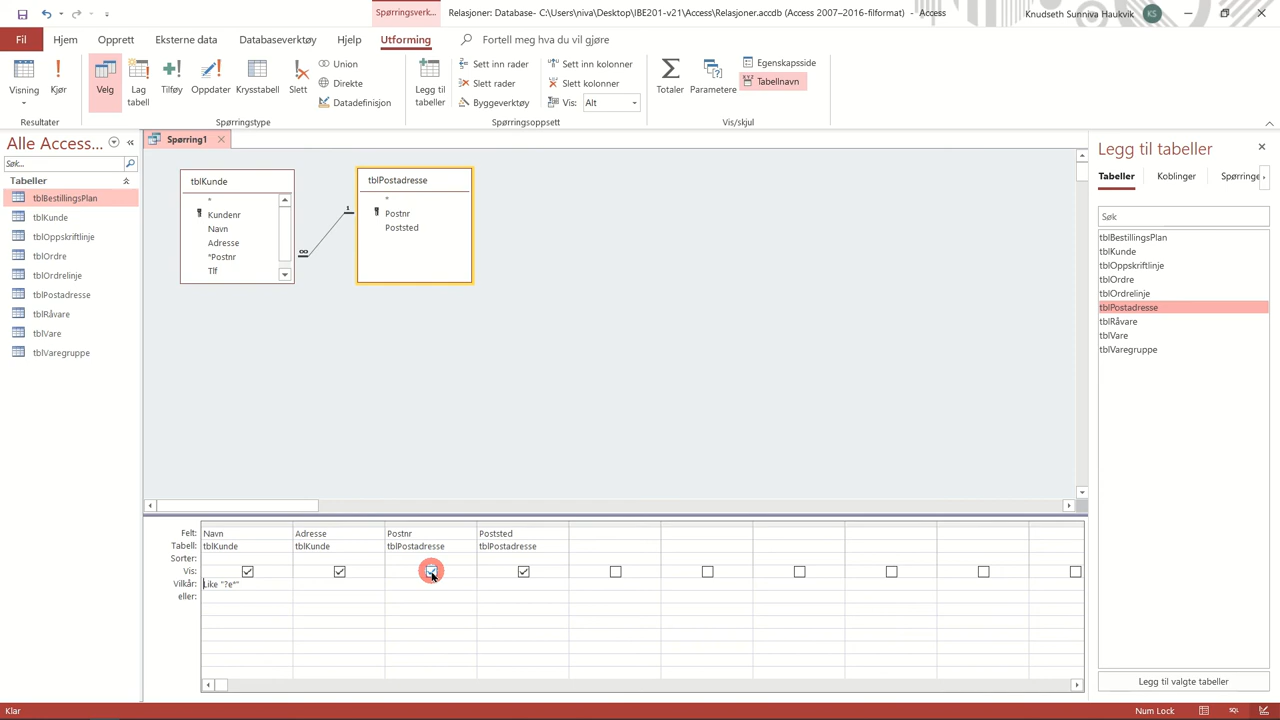 Spørringsverk...
Relasjoner: Database- C:\Users\niva\Desktop\IBE201-v21\Access\Relasjoner.accdb (Access 2007–2016-filformat) - Access
Knudseth Sunniva Haukvik
KS
Fil
Hjem
Opprett
Eksterne data
Databaseverktøy
Hjelp
Utforming
Fortell meg hva du vil gjøre
Visning
Kjør
Velg
Lag tabell
Tilføy
Oppdater
Krysstabell
Slett
Union
Direkte
Datadefinisjon
Legg til tabeller
Sett inn rader
Slett rader
Byggeverktøy
Sett inn kolonner
Slett kolonner
Vis: Alt
Totaler
Parametere
Egenskapsside
Tabellnavn
Resultater
Spørringstype
Spørringsoppsett
Vis/skjul
Alle Access...
Søk...
Tabeller
tblBestillingsPlan
tblKunde
tblOppskriftlinje
tblOrdre
tblOrdrelinje
tblPostadresse
tblRåvare
tblVare
tblVaregruppe
Spørring1
tblKunde
*
Kundenr
Navn
Adresse
*Postnr
Tlf
∞
1
tblPostadresse
*
Postnr
Poststed
Felt: Navn Adresse Postnr Poststed
Tabell: tblKunde tblKunde tblPostadresse tblPostadresse
Sorter:
Vis:
Vilkår: Like "?e*"
eller:
Legg til tabeller
Tabeller
Koblinger
Spørringe
Søk
tblBestillingsPlan
tblKunde
tblOppskriftlinje
tblOrdre
tblOrdrelinje
tblPostadresse
tblRåvare
tblVare
tblVaregruppe
Legg til valgte tabeller
Klar
Num Lock
SQL